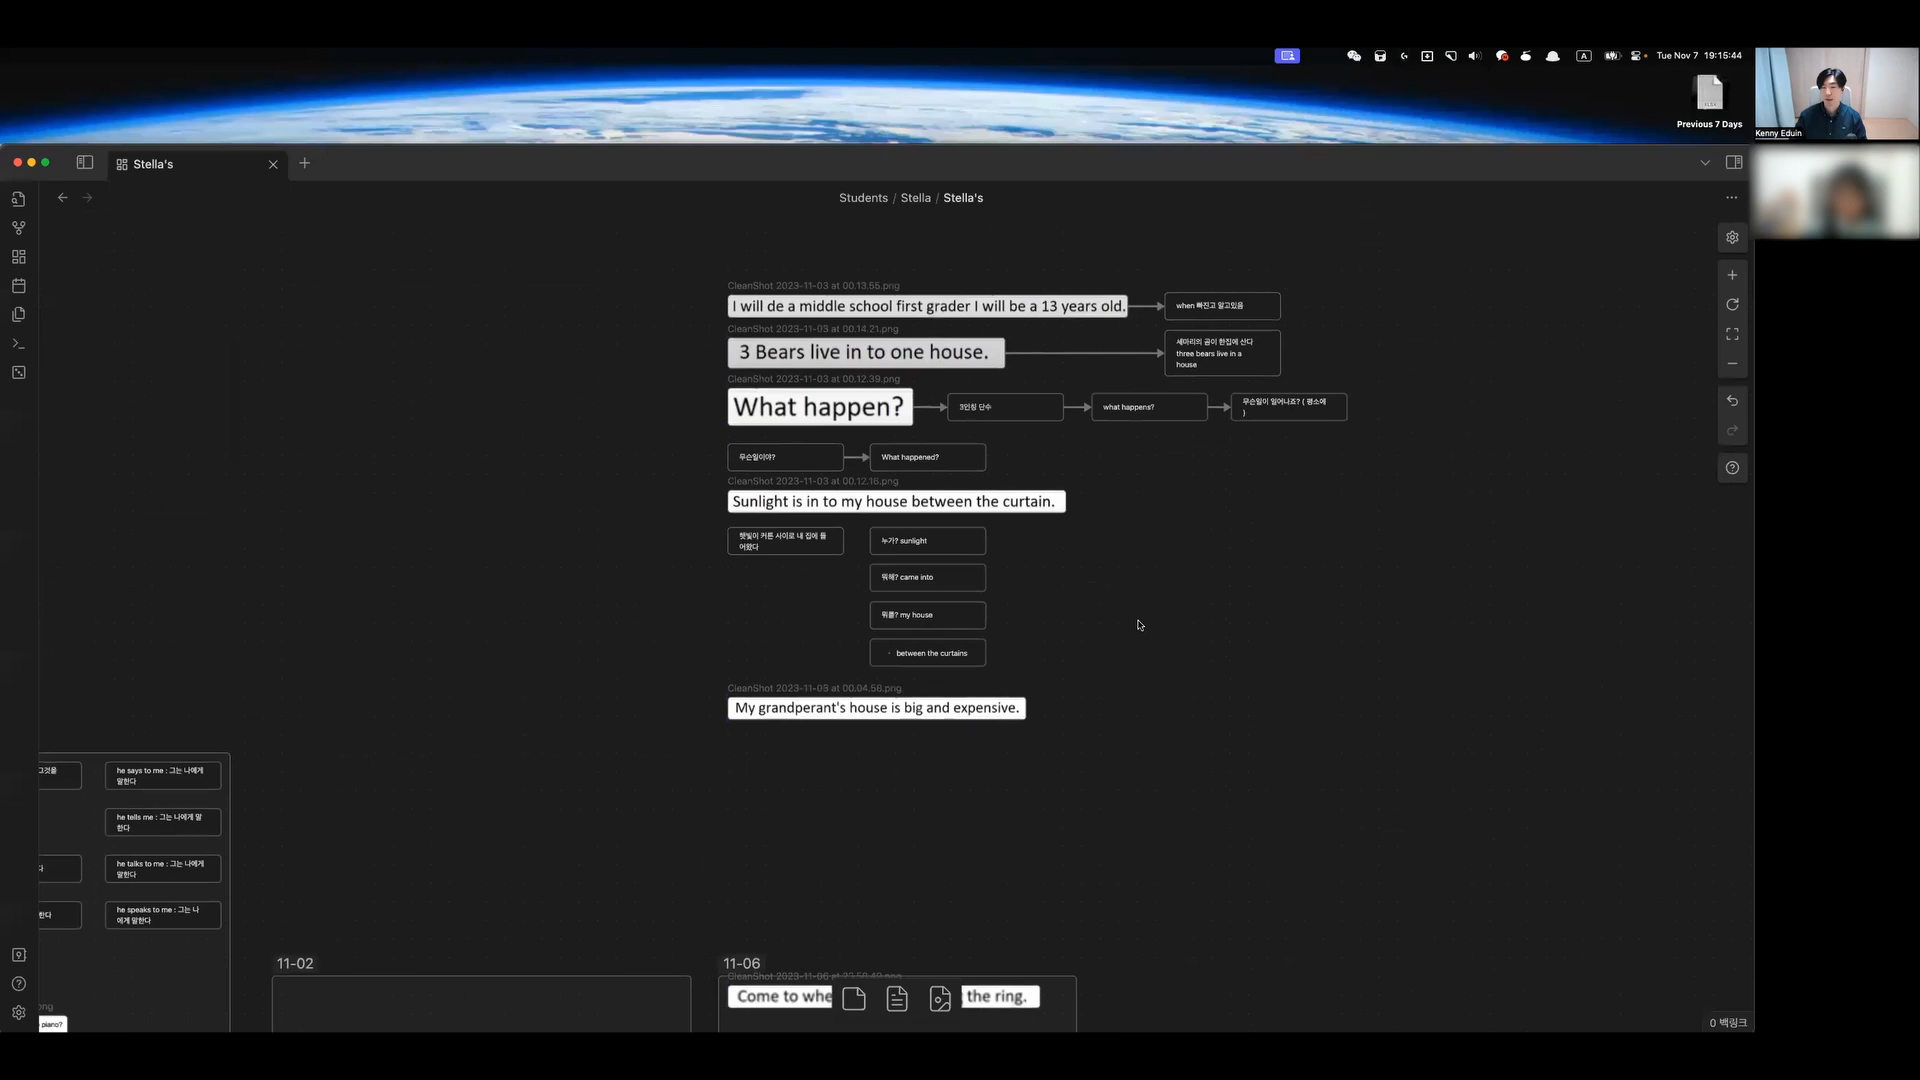 Tue Nov 7 19:15:44
Previous 7 Days
Kenny Eduin
Stella's
Students / Stella / Stella's
CleanShot 2023-11-03 at 00.13.55.png
I will de a middle school first grader I will be a 13 years old.
when 빠진고 알고있음
CleanShot 2023-11-03 at 00.14.21.png
3 Bears live in to one house.
세마리의 곰이 한집에 산다
three bears live in a
house
CleanShot 2023-11-03 at 00.12.39.png
What happen?
3인칭 단수
what happens?
무슨일이 일어나죠? ( 평소에
)
무슨일이야?
What happened?
CleanShot 2023-11-03 at 00.12.16.png
Sunlight is in to my house between the curtain.
햇빛이 커튼 사이로 내 집에 들
어왔다
누가? sunlight
뭐해? came into
뭐를? my house
between the curtains
CleanShot 2023-11-06 at 00.04.56.png
My grandperant's house is big and expensive.
그것을
he says to me : 그는 나에게
말한다
he tells me : 그는 나에게 말
한다
he talks to me : 그는 나에게
말한다
한다
he speaks to me : 그는 나
에게 말한다
11-02
11-06
Come to whe
the ring.
ong
piano?
0 백링크